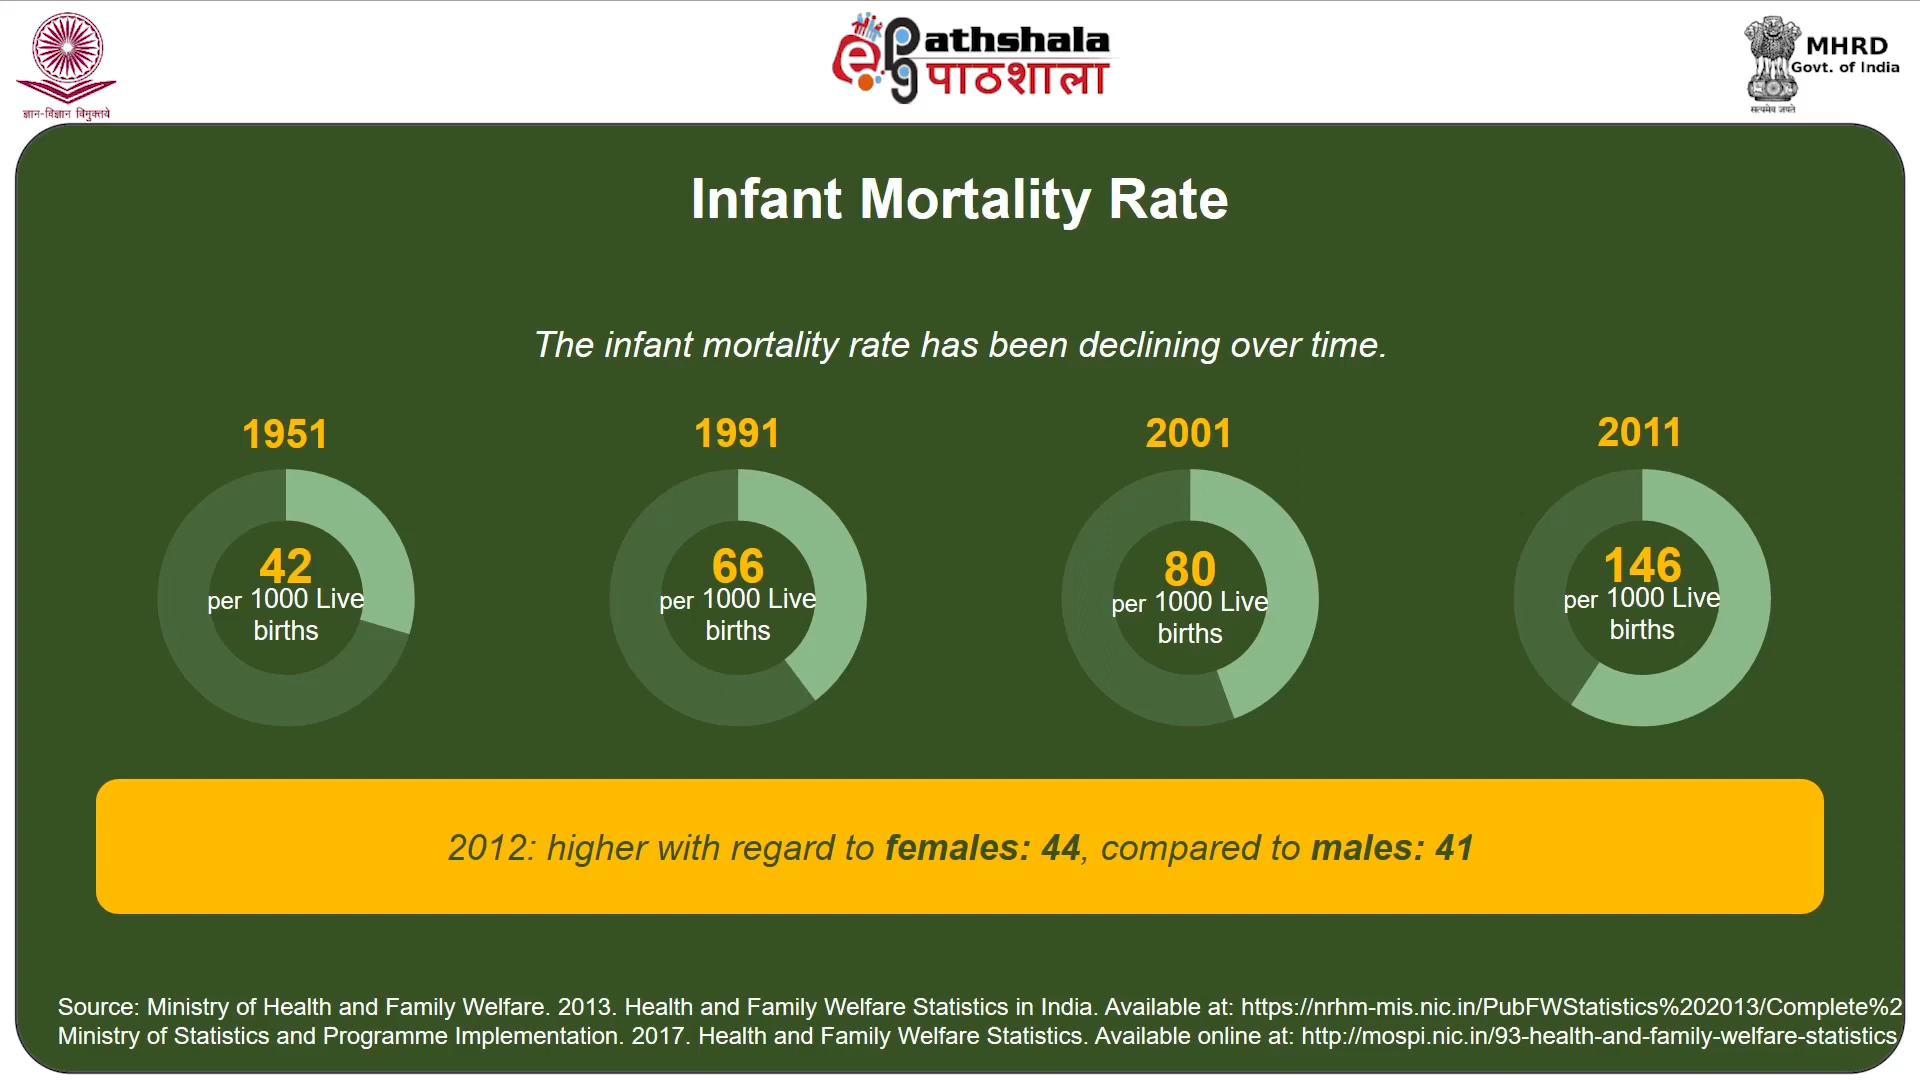 ज्ञान-विज्ञान विमुक्तये
e
Pathshala
पाठशाला
MHRD
Govt. of India
सत्यमेव जयते
Infant Mortality Rate
The infant mortality rate has been declining over time.
1951
1991
2001
2011
42
per 1000 Live
births
66
per 1000 Live
births
80
per 1000 Live
births
146
per 1000 Live
births
2012: higher with regard to females: 44, compared to males: 41
Source: Ministry of Health and Family Welfare. 2013. Health and Family Welfare Statistics in India. Available at: https://nrhm-mis.nic.in/PubFWStatistics%202013/Complete%2
Ministry of Statistics and Programme Implementation. 2017. Health and Family Welfare Statistics. Available online at: http://mospi.nic.in/93-health-and-family-welfare-statistics